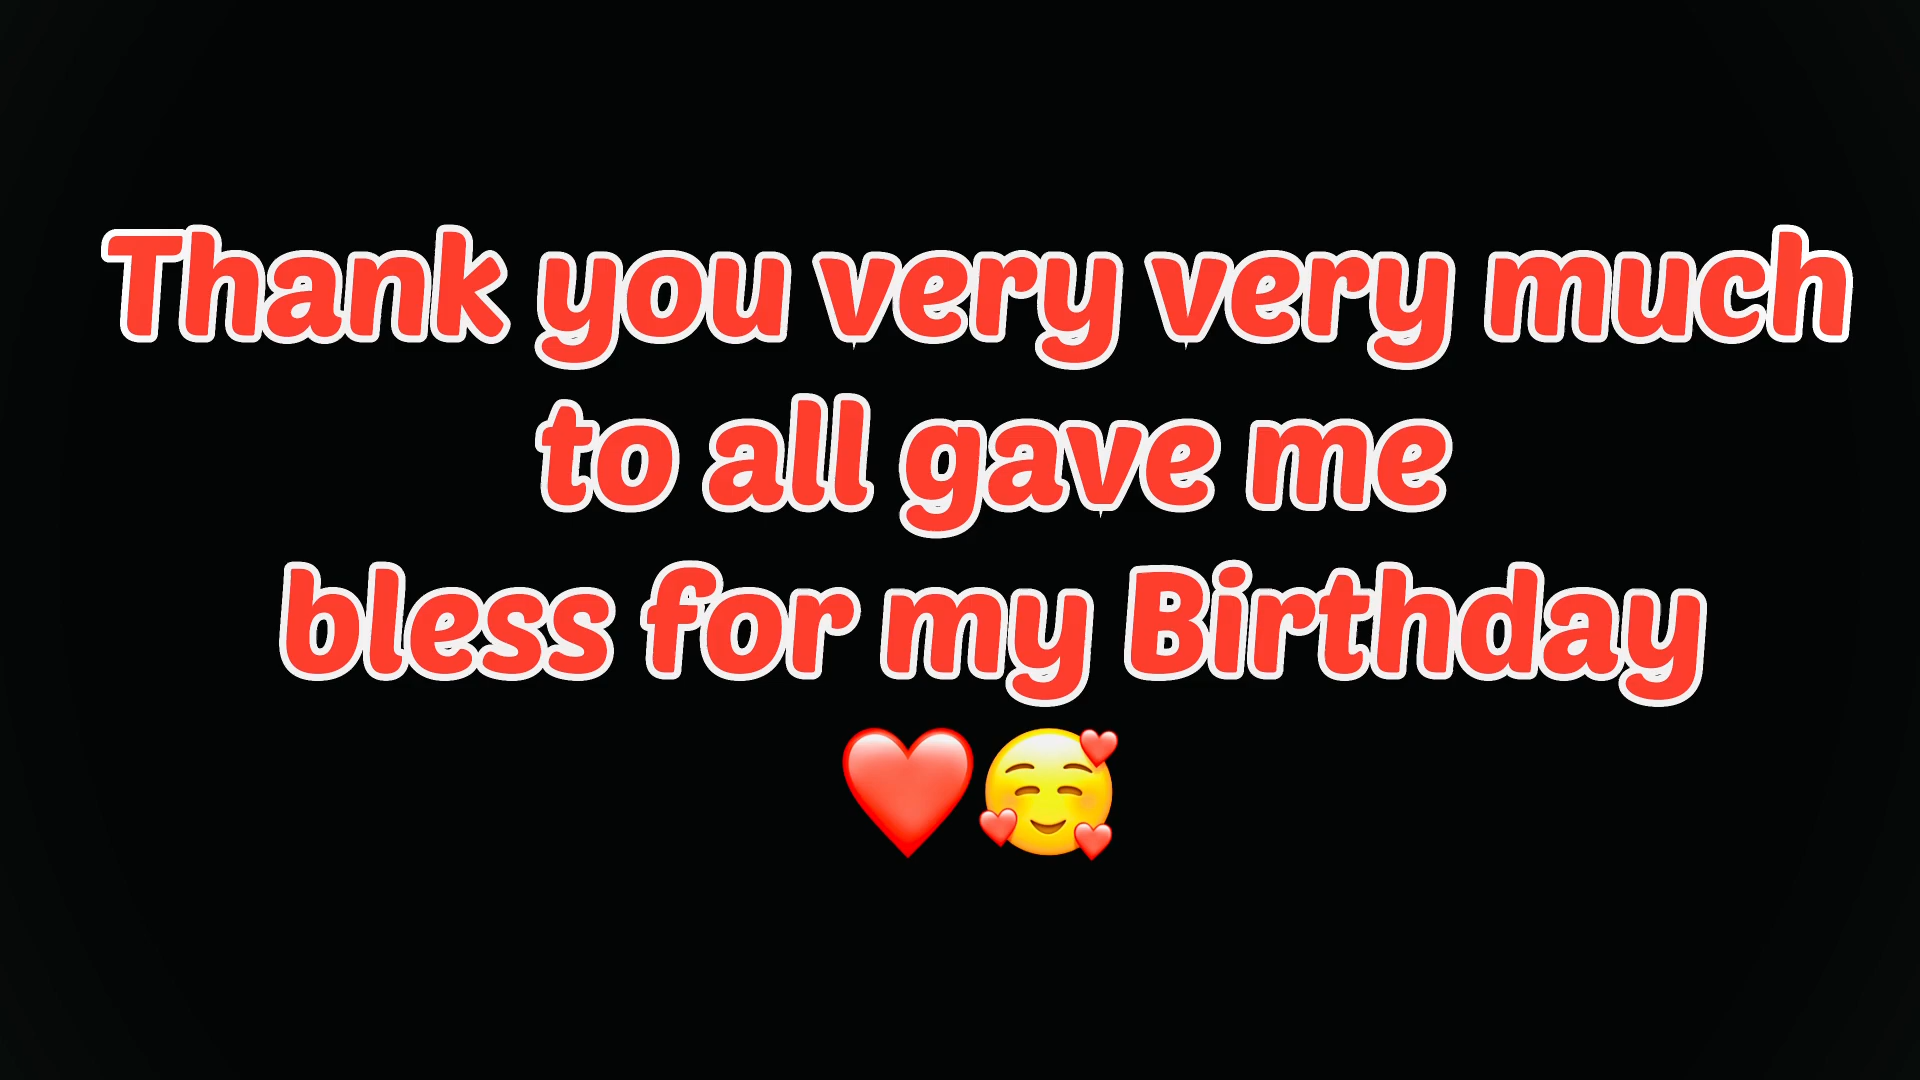 Thank you very very much
to all gave me
bless for my Birthday
❤️🥰